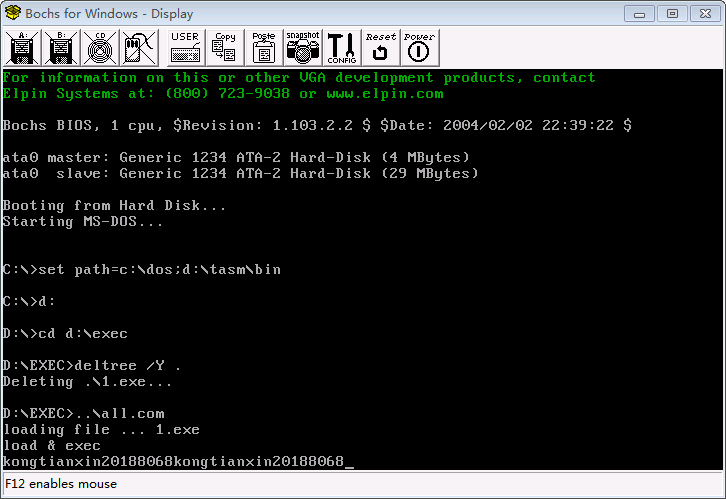 Bochs for Windows - Display
A: B: CD USER Copy Paste snapshot CONFIG Reset Power
For information on this or other VGA development products, contact
Elpin Systems at: (800) 723-9038 or www.elpin.com
Bochs BIOS, 1 cpu, $Revision: 1.103.2.2 $ $Date: 2004/02/02 22:39:22 $
ata0 master: Generic 1234 ATA-2 Hard-Disk (4 MBytes)
ata0  slave: Generic 1234 ATA-2 Hard-Disk (29 MBytes)
Booting from Hard Disk...
Starting MS-DOS...
C:\>set path=c:\dos;d:\tasm\bin
C:\>d:
D:\>cd d:\exec
D:\EXEC>deltree /Y .
Deleting .\1.exe...
D:\EXEC>..\all.com
loading file ... 1.exe
load & exec
kongtianxin20188068kongtianxin20188068_
F12 enables mouse